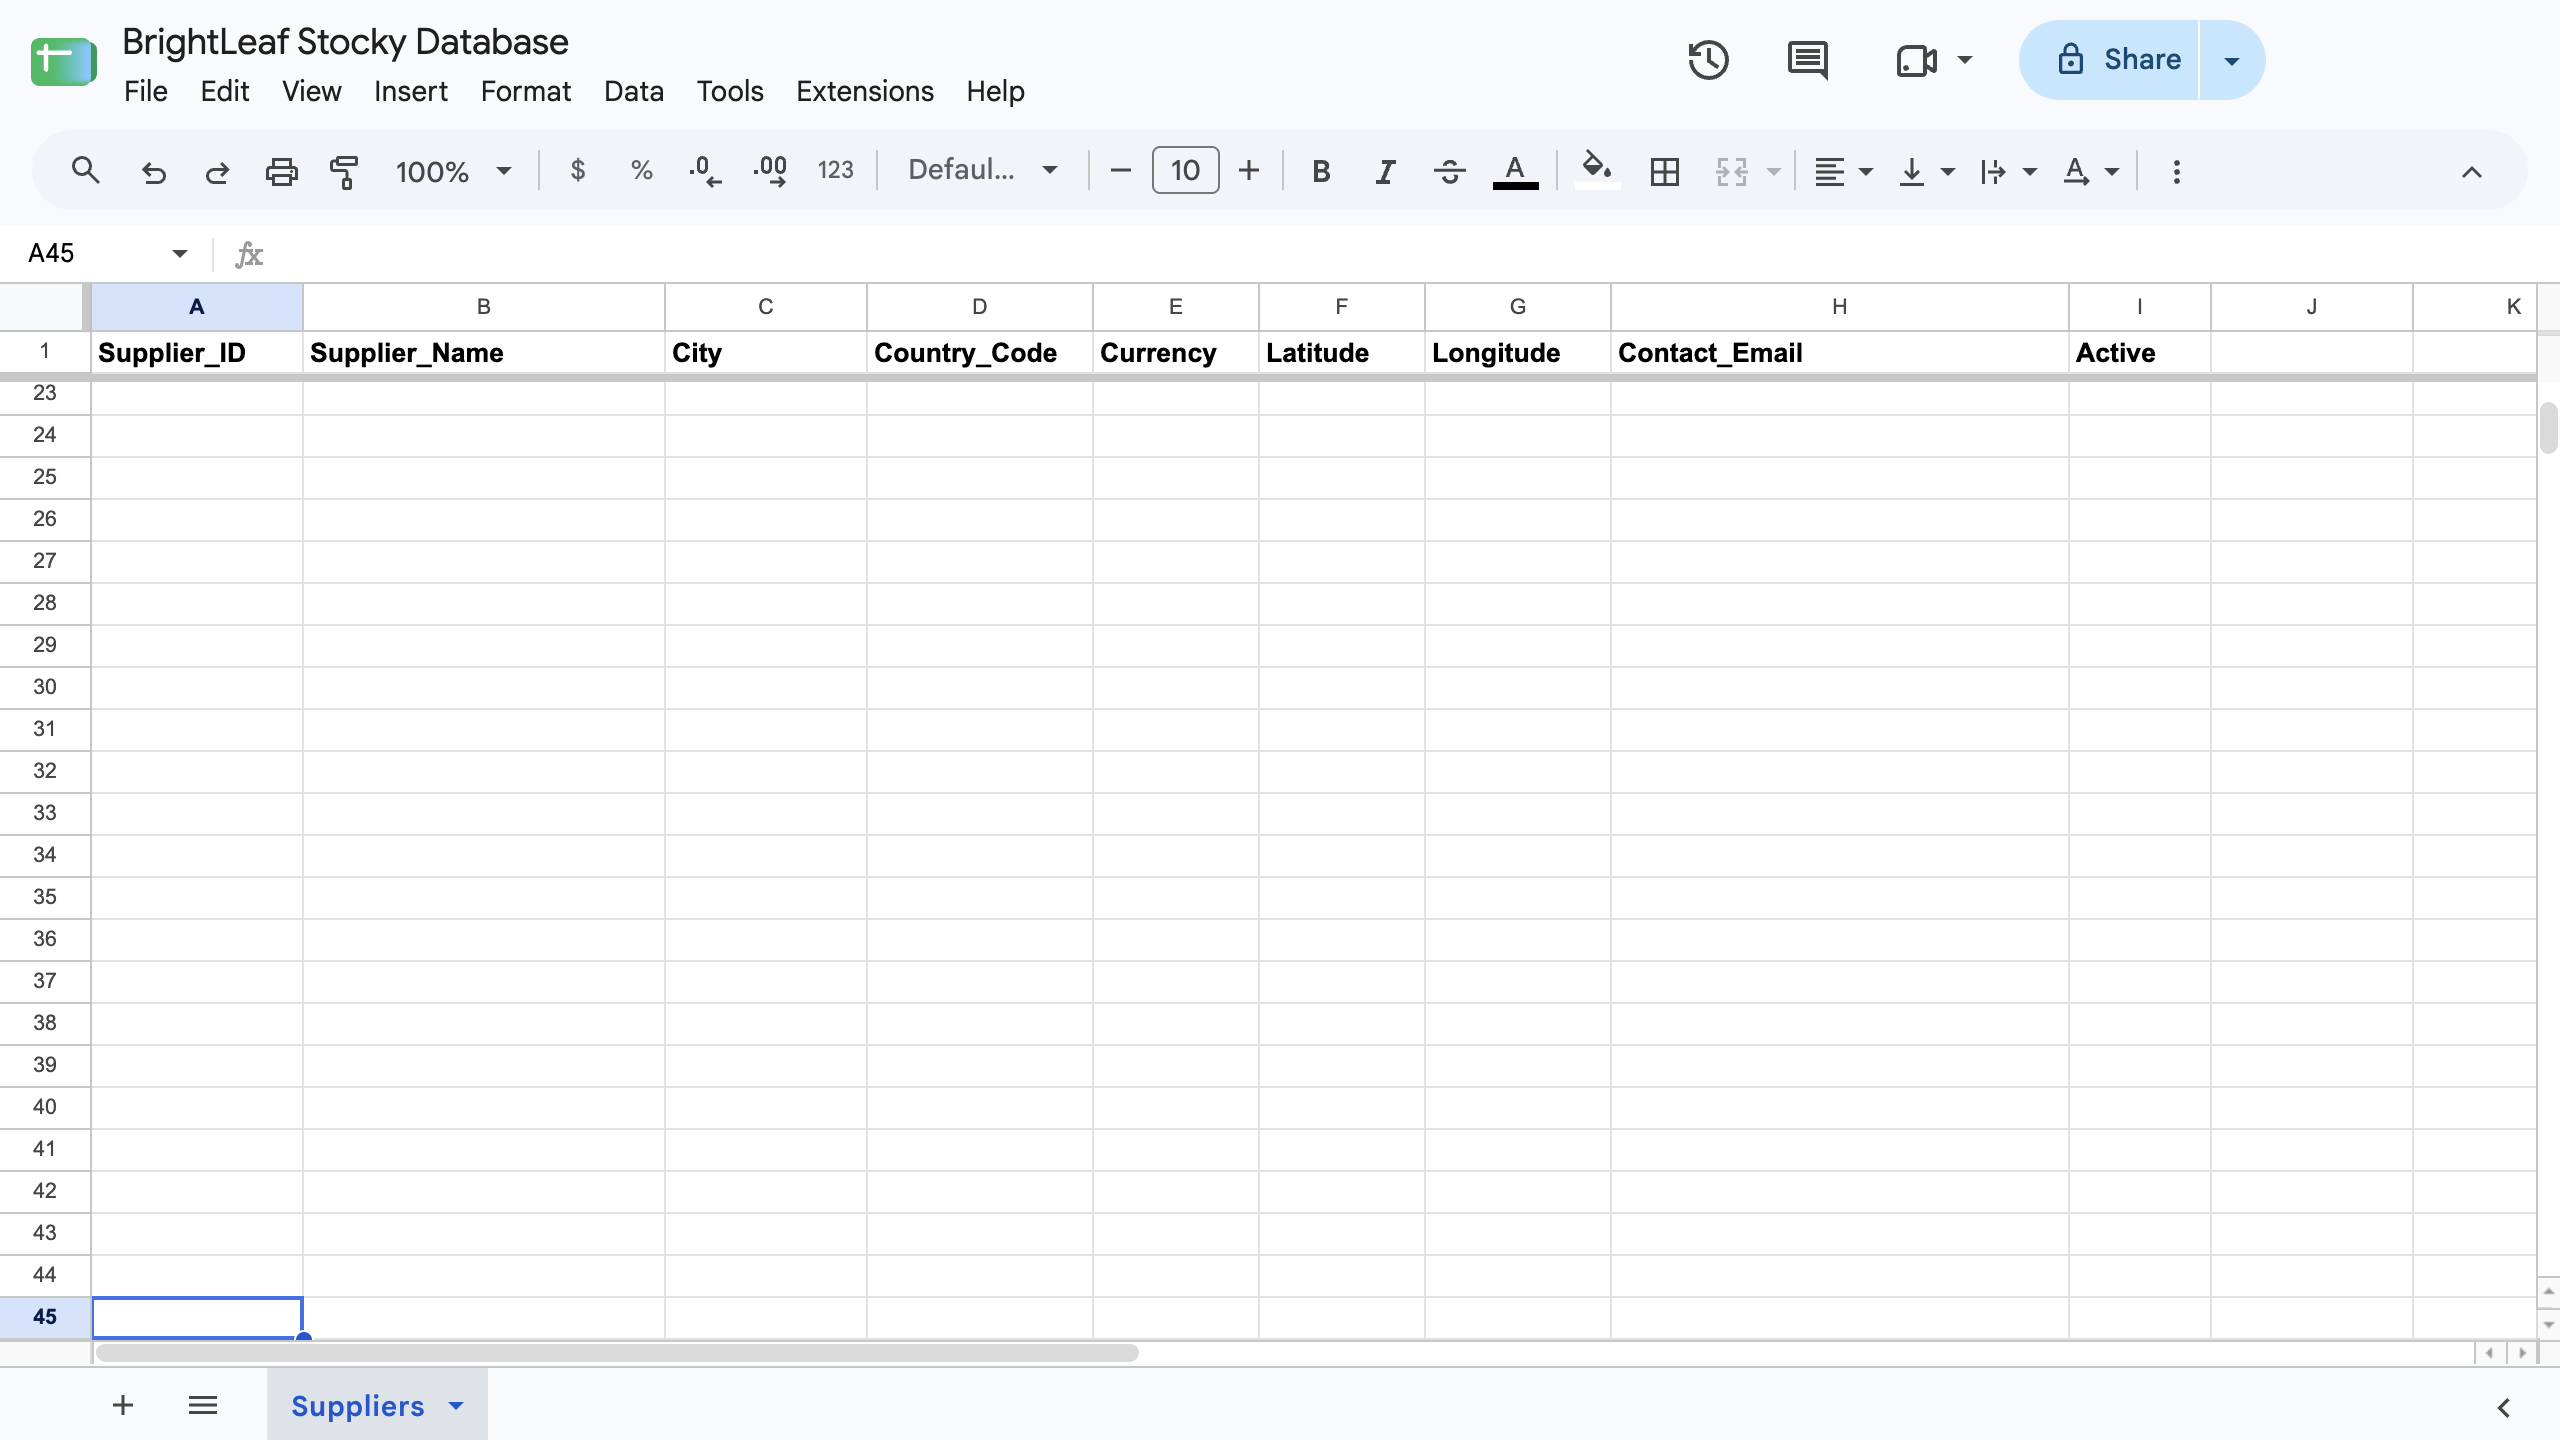 BrightLeaf Stocky Database
File Edit View Insert Format Data Tools Extensions Help
Share
100% $ % .0 .00 123 Defaul... 10 B I S A A
A45 fx
A B C D E F G H I J K
1 Supplier_ID Supplier_Name City Country_Code Currency Latitude Longitude Contact_Email Active
23
24
25
26
27
28
29
30
31
32
33
34
35
36
37
38
39
40
41
42
43
44
45
Suppliers